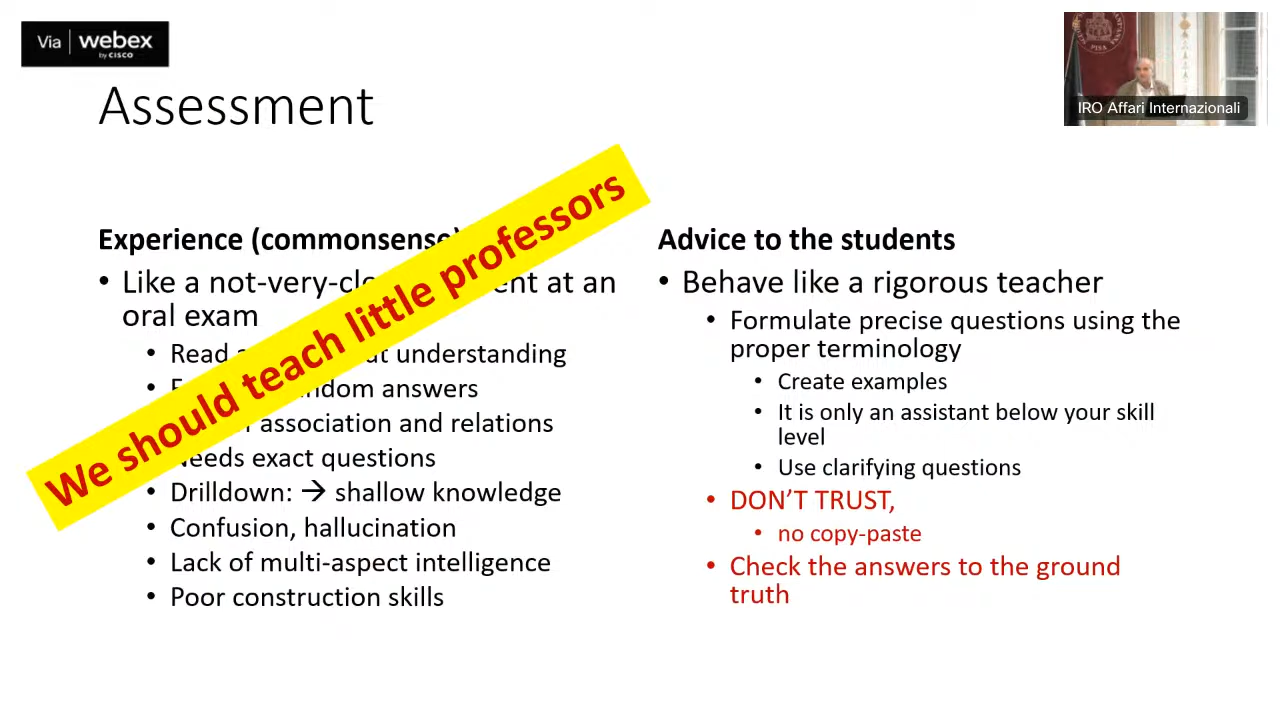 Via webex
by CISCO
PISA
IRO Affari Internazionali
Assessment
We should teach little professors
Experience (commonsense)
• Like a not-very- at an
oral exam
• Read understanding
• answers
• association and relations
• Needs exact questions
• Drilldown: → shallow knowledge
• Confusion, hallucination
• Lack of multi-aspect intelligence
• Poor construction skills
Advice to the students
• Behave like a rigorous teacher
• Formulate precise questions using the
proper terminology
• Create examples
• It is only an assistant below your skill
level
• Use clarifying questions
• DON’T TRUST,
• no copy-paste
• Check the answers to the ground
truth